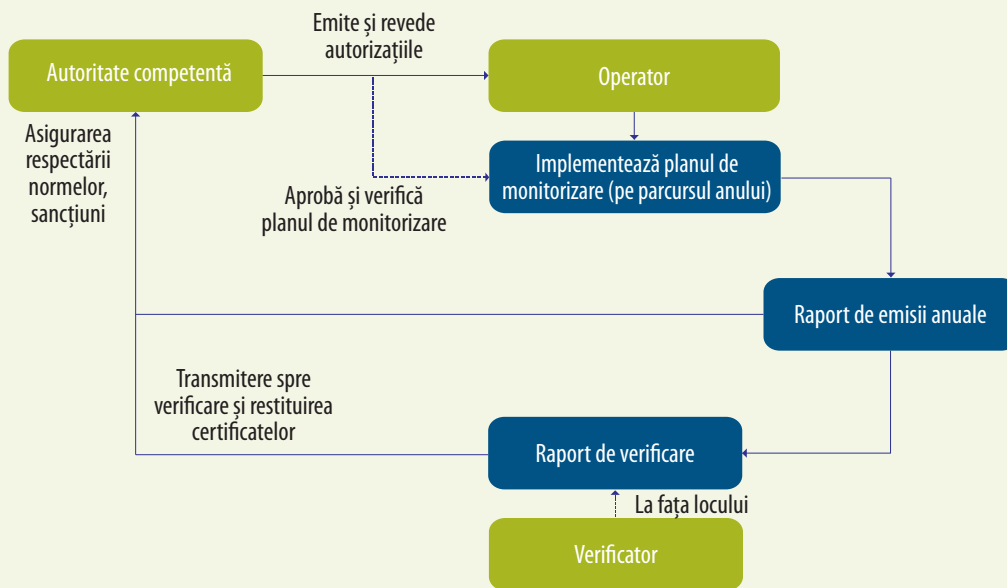 Emite și revede
autorizațiile
Autoritate competentă
Operator
Asigurarea
respectării
normelor,
sancțiuni
Implementează planul de
monitorizare (pe parcursul anului)
Aprobă și verifică
planul de monitorizare
Raport de emisii anuale
Transmitere spre
verificare și restituirea
certificatelor
Raport de verificare
La fața locului
Verificator